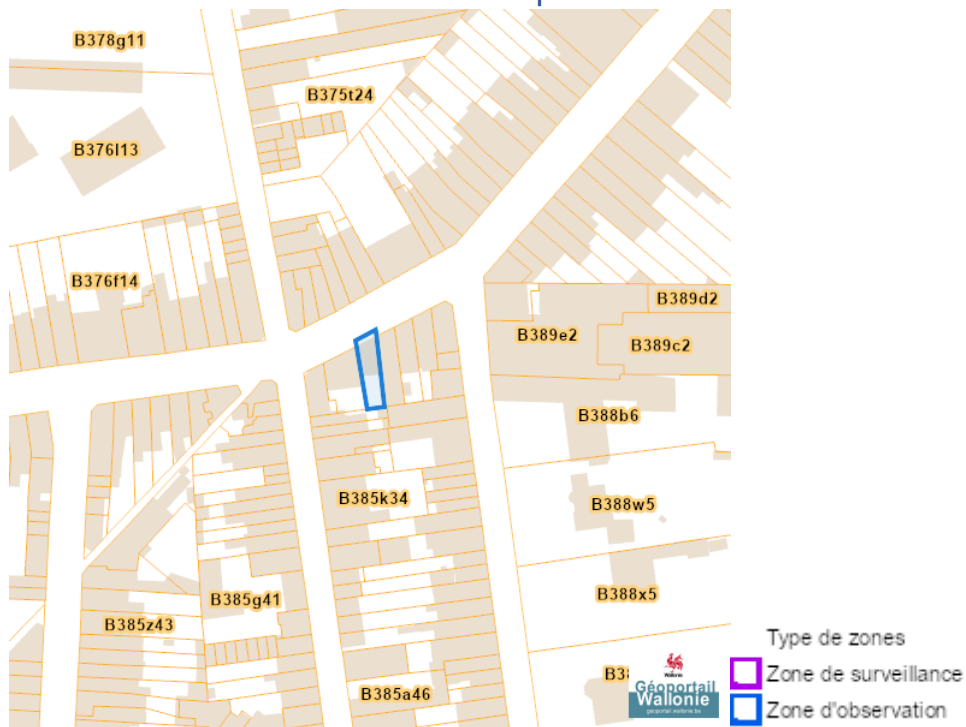 B378g11
B375t24
B376l13
B376f14
B389d2
B389e2
B389c2
B388b6
B385k34
B388w5
B385g41
B388x5
B385z43
B385a46
Wallonie
Géoportail
Wallonie
geoportail.wallonie.be
Type de zones
Zone de surveillance
Zone d'observation